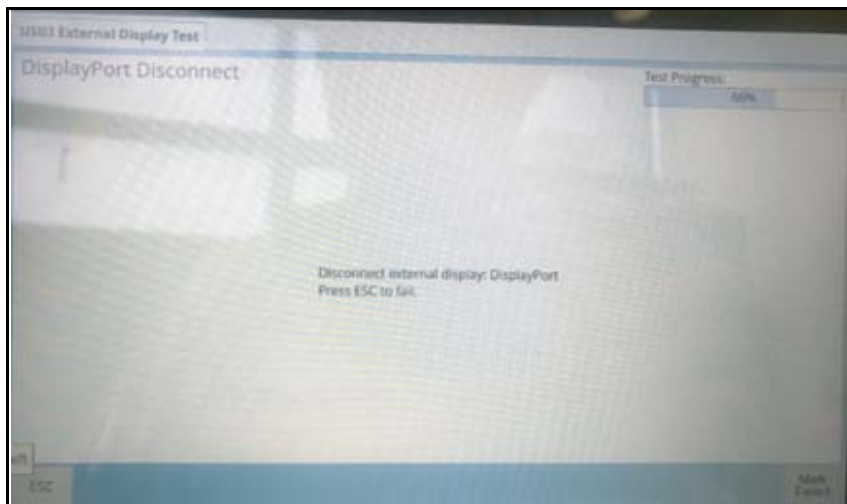 External Display Test
DisplayPort Disconnect
Test Progress:
66%
Disconnect external display: DisplayPort
Press ESC to fail.
ESC
Mark
Failed